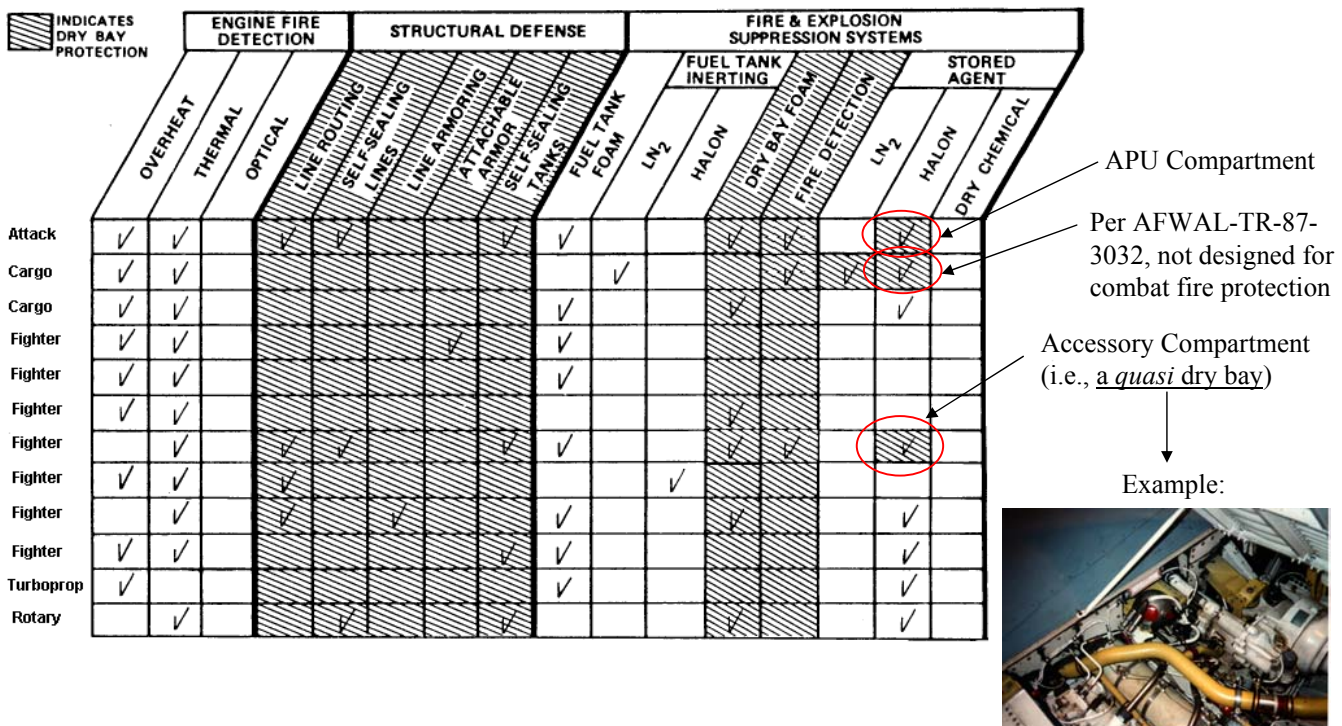 INDICATES
DRY BAY
PROTECTION
ENGINE FIRE
DETECTION
STRUCTURAL DEFENSE
FIRE & EXPLOSION
SUPPRESSION SYSTEMS
FUEL TANK
INERTING
STORED
AGENT
OVERHEAT
THERMAL
OPTICAL
LINE ROUTING
SELF-SEALING
LINES
LINE ARMORING
ATTACHABLE
ARMOR
SELF-SEALING
TANKS
FUEL TANK
FOAM
LN2
HALON
DRY BAY FOAM
FIRE DETECTION
LN2
HALON
DRY CHEMICAL
Attack
Cargo
Cargo
Fighter
Fighter
Fighter
Fighter
Fighter
Fighter
Fighter
Turboprop
Rotary
APU Compartment
Per AFWAL-TR-87-
3032, not designed for
combat fire protection
Accessory Compartment
(i.e., a quasi dry bay)
Example: